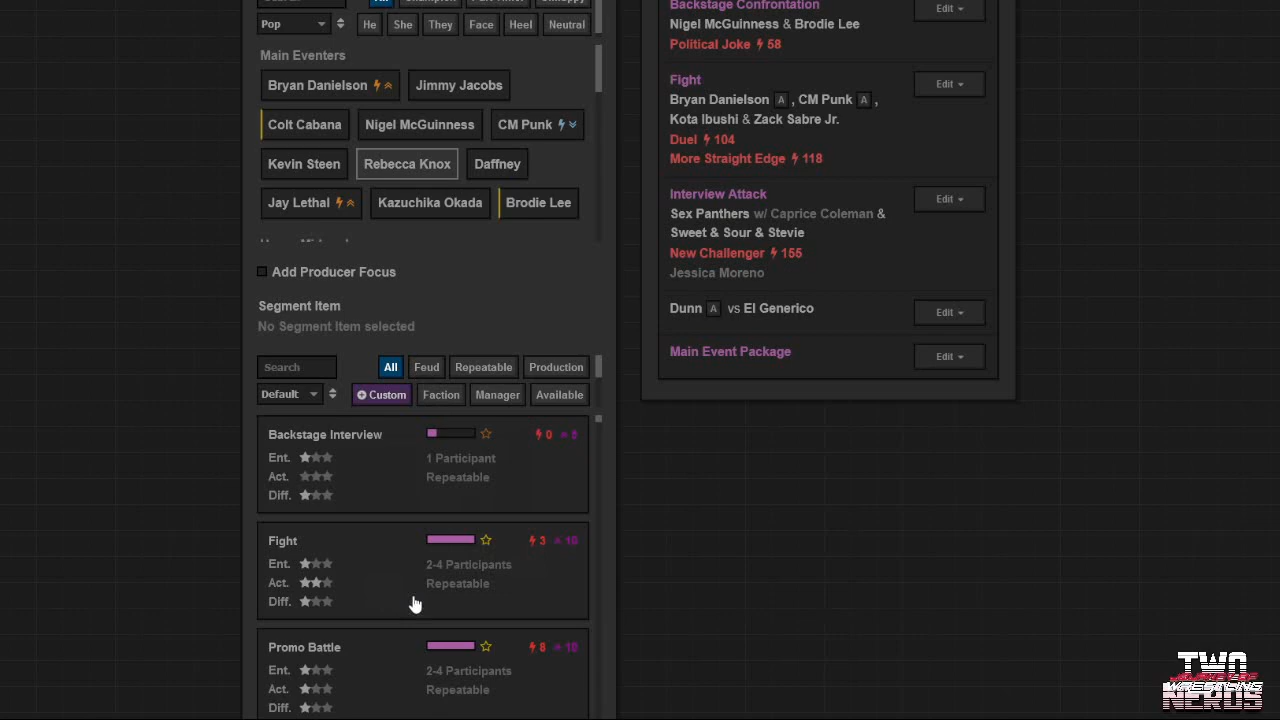 Pop
He
She
They
Face
Heel
Neutral
Main Eventers
Bryan Danielson
Jimmy Jacobs
Colt Cabana
Nigel McGuinness
CM Punk
Kevin Steen
Rebecca Knox
Daffney
Jay Lethal
Kazuchika Okada
Brodie Lee
Add Producer Focus
Segment Item
No Segment Item selected
Search
All
Feud
Repeatable
Production
Default
Custom
Faction
Manager
Available
Backstage Interview
0
Ent.
1 Participant
Act.
Repeatable
Diff.
Fight
3
10
Ent.
2-4 Participants
Act.
Repeatable
Diff.
Promo Battle
8
10
Ent.
2-4 Participants
Act.
Repeatable
Diff.
Backstage Confrontation
Edit
Nigel McGuinness & Brodie Lee
Political Joke 58
Fight
Edit
Bryan Danielson A , CM Punk A ,
Kota Ibushi & Zack Sabre Jr.
Duel 104
More Straight Edge 118
Interview Attack
Edit
Sex Panthers w/ Caprice Coleman &
Sweet & Sour & Stevie
New Challenger 155
Jessica Moreno
Dunn A vs El Generico
Edit
Main Event Package
Edit
TWO
WRESTLING
NERDS